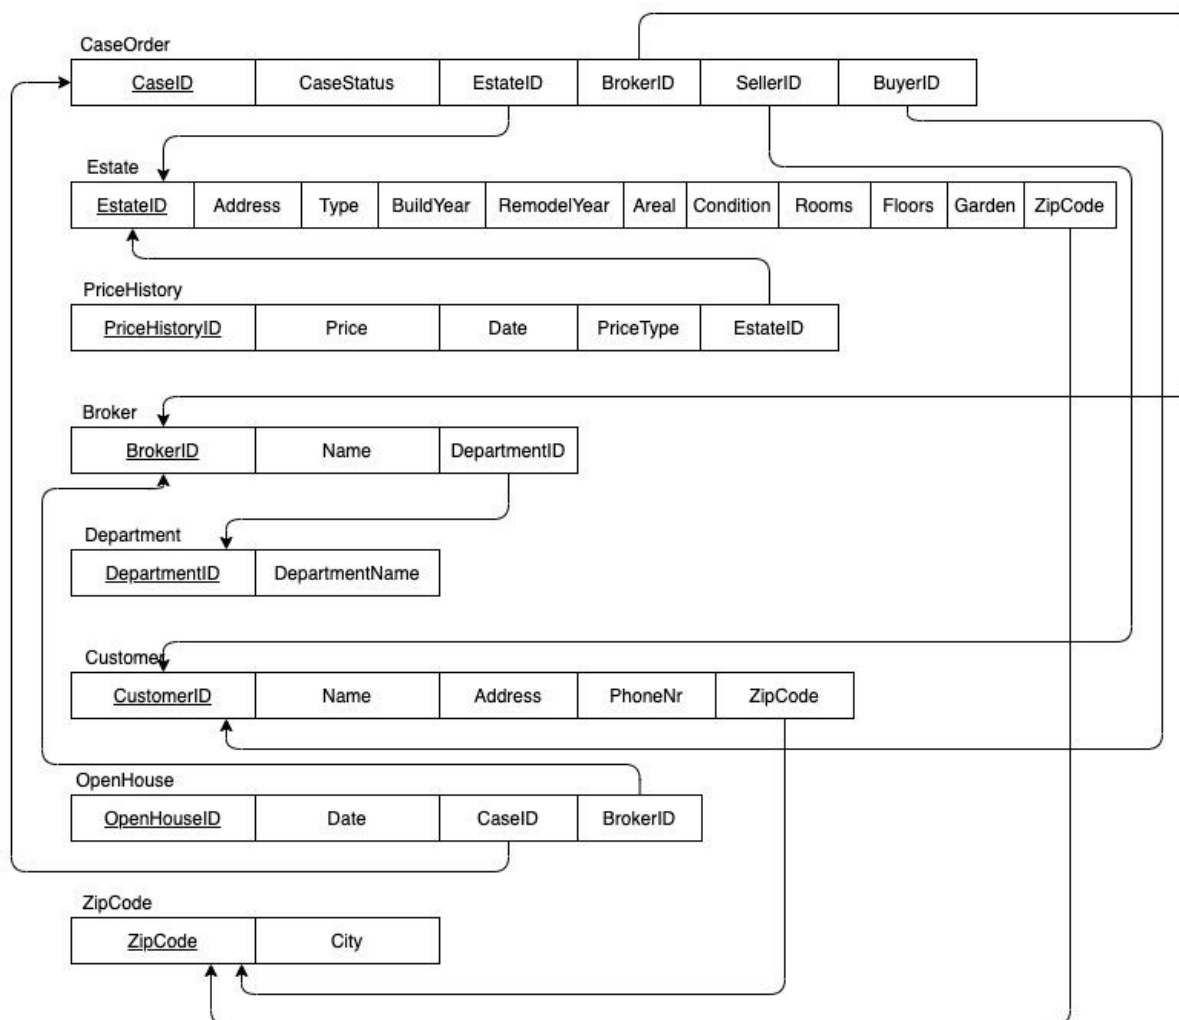 CaseOrder
CaseID CaseStatus EstateID BrokerID SellerID BuyerID
Estate
EstateID Address Type BuildYear RemodelYear Areal Condition Rooms Floors Garden ZipCode
PriceHistory
PriceHistoryID Price Date PriceType EstateID
Broker
BrokerID Name DepartmentID
Department
DepartmentID DepartmentName
Customer
CustomerID Name Address PhoneNr ZipCode
OpenHouse
OpenHouseID Date CaseID BrokerID
ZipCode
ZipCode City